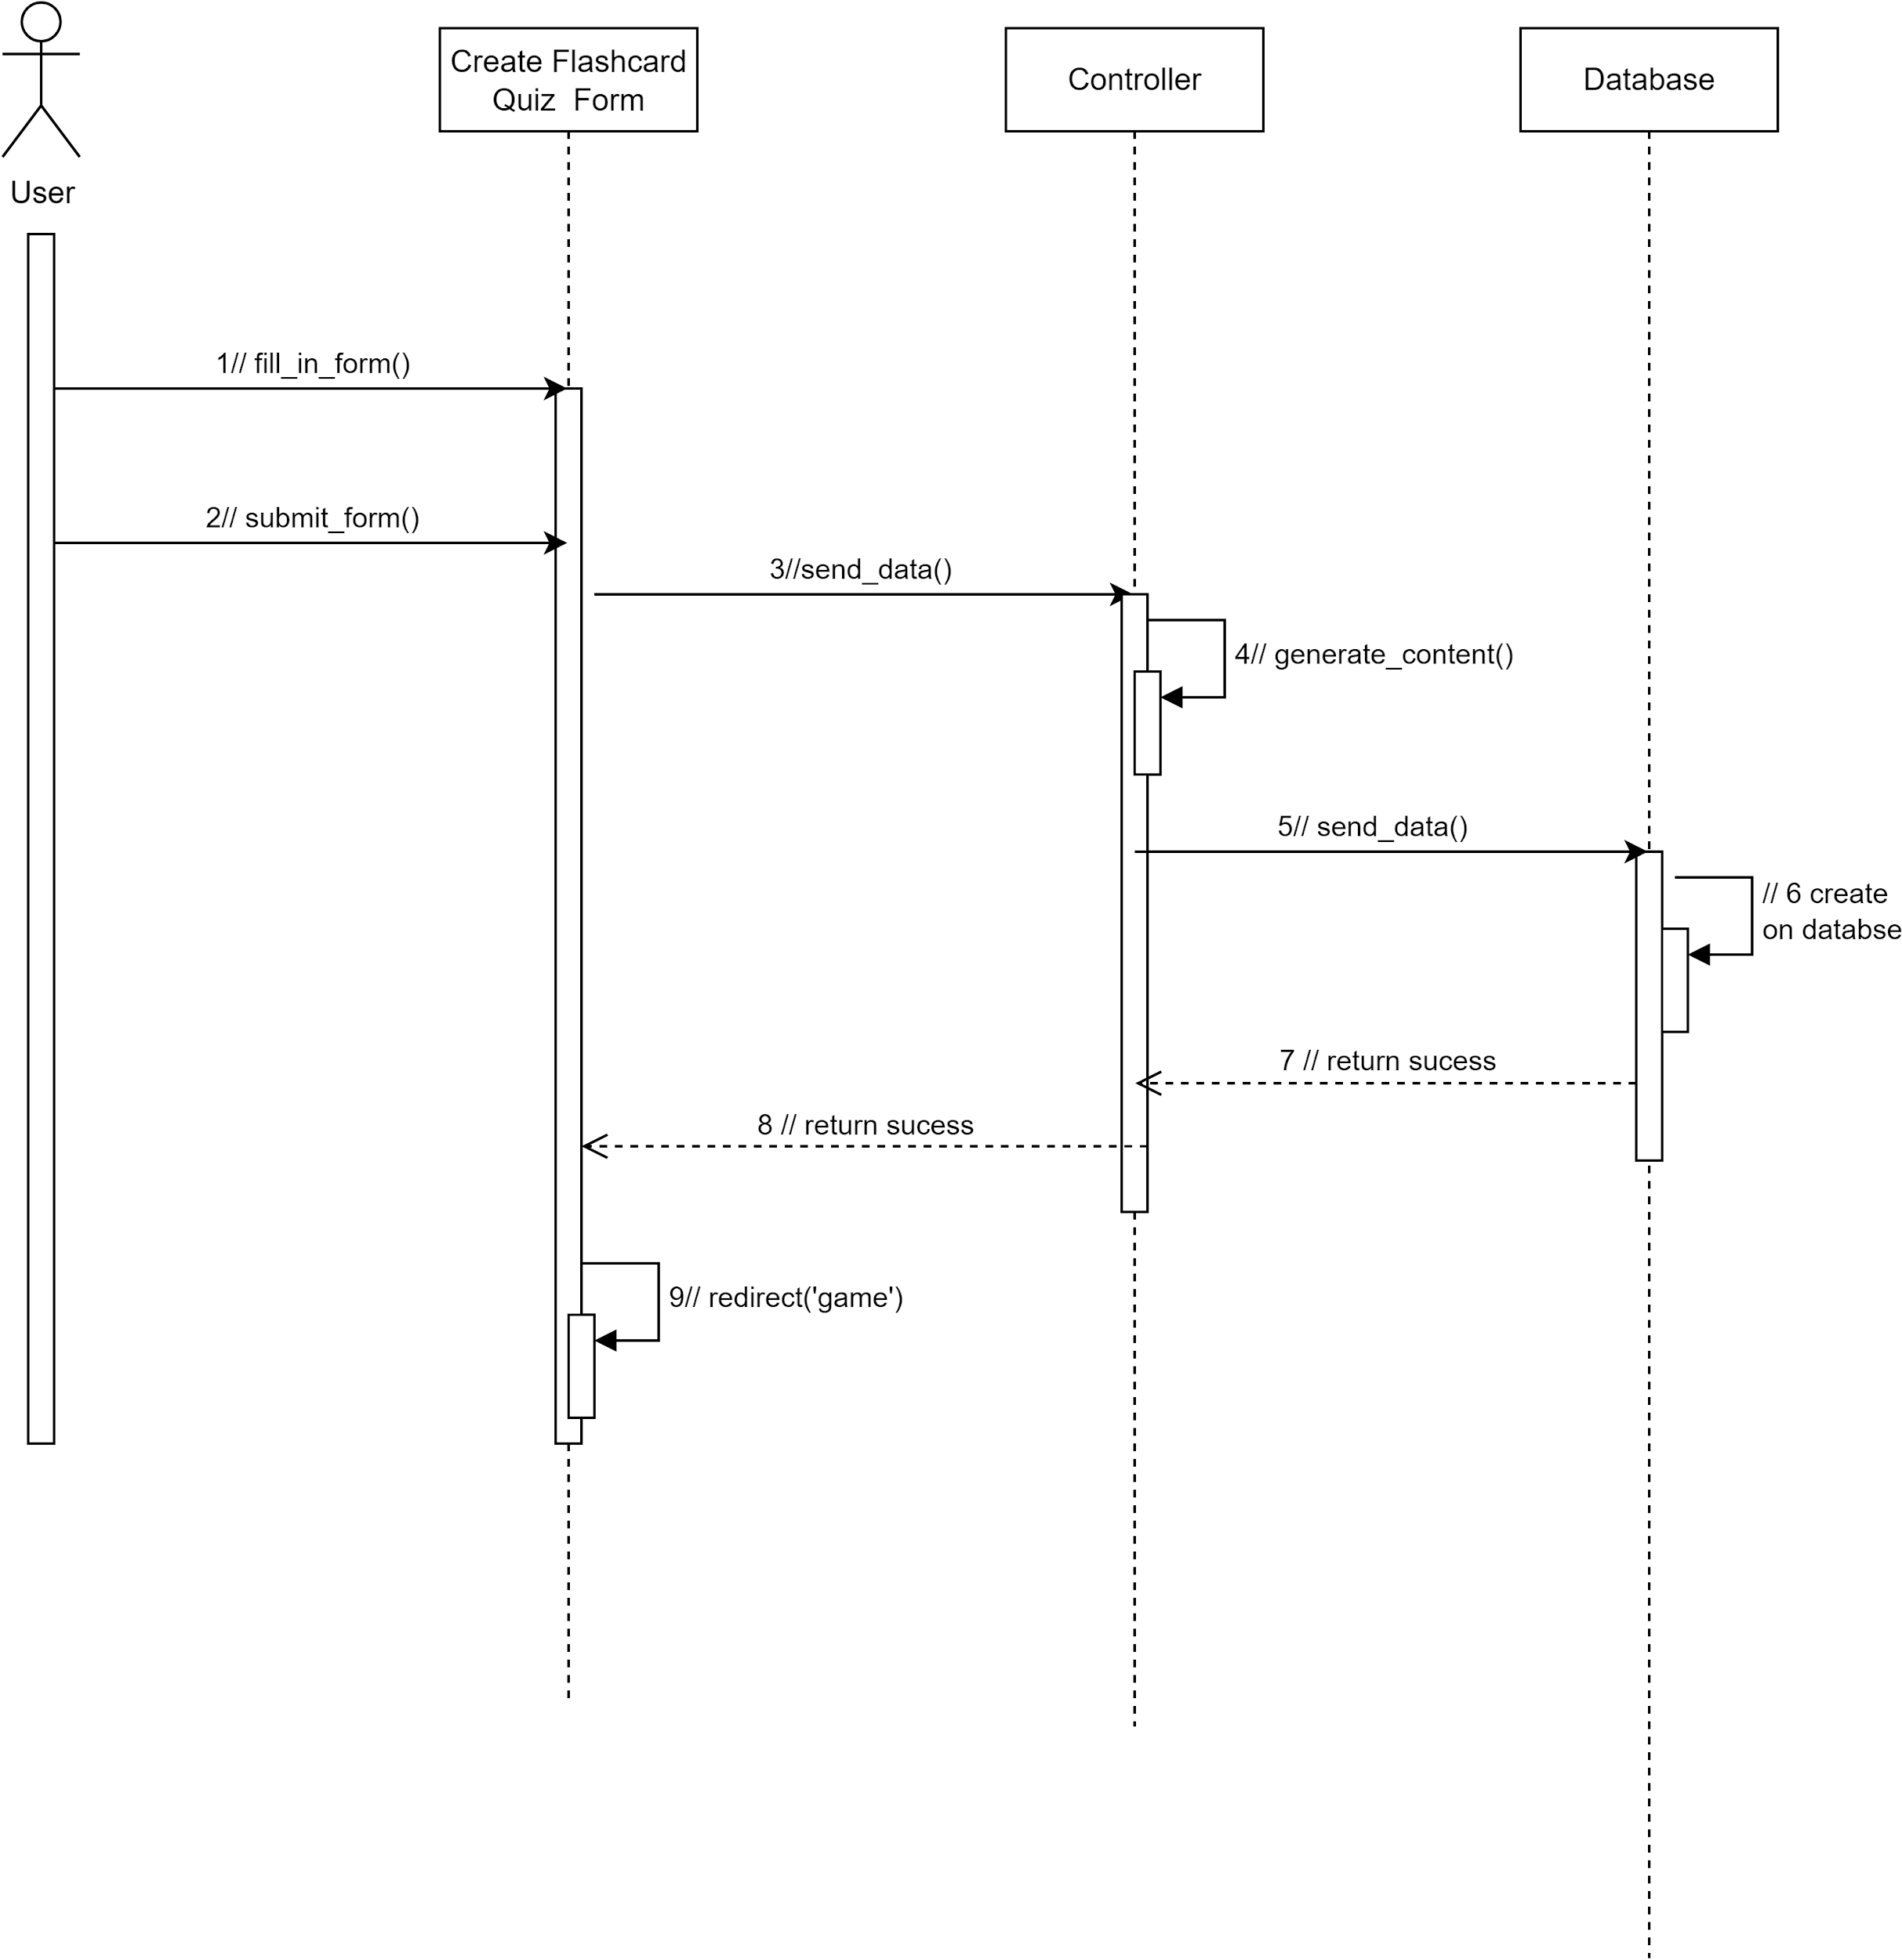 Create Flashcard
Quiz  Form
Controller
Database
User
1// fill_in_form()
2// submit_form()
3//send_data()
4// generate_content()
5// send_data()
// 6 create
on databse
7 // return sucess
8 // return sucess
9// redirect('game')